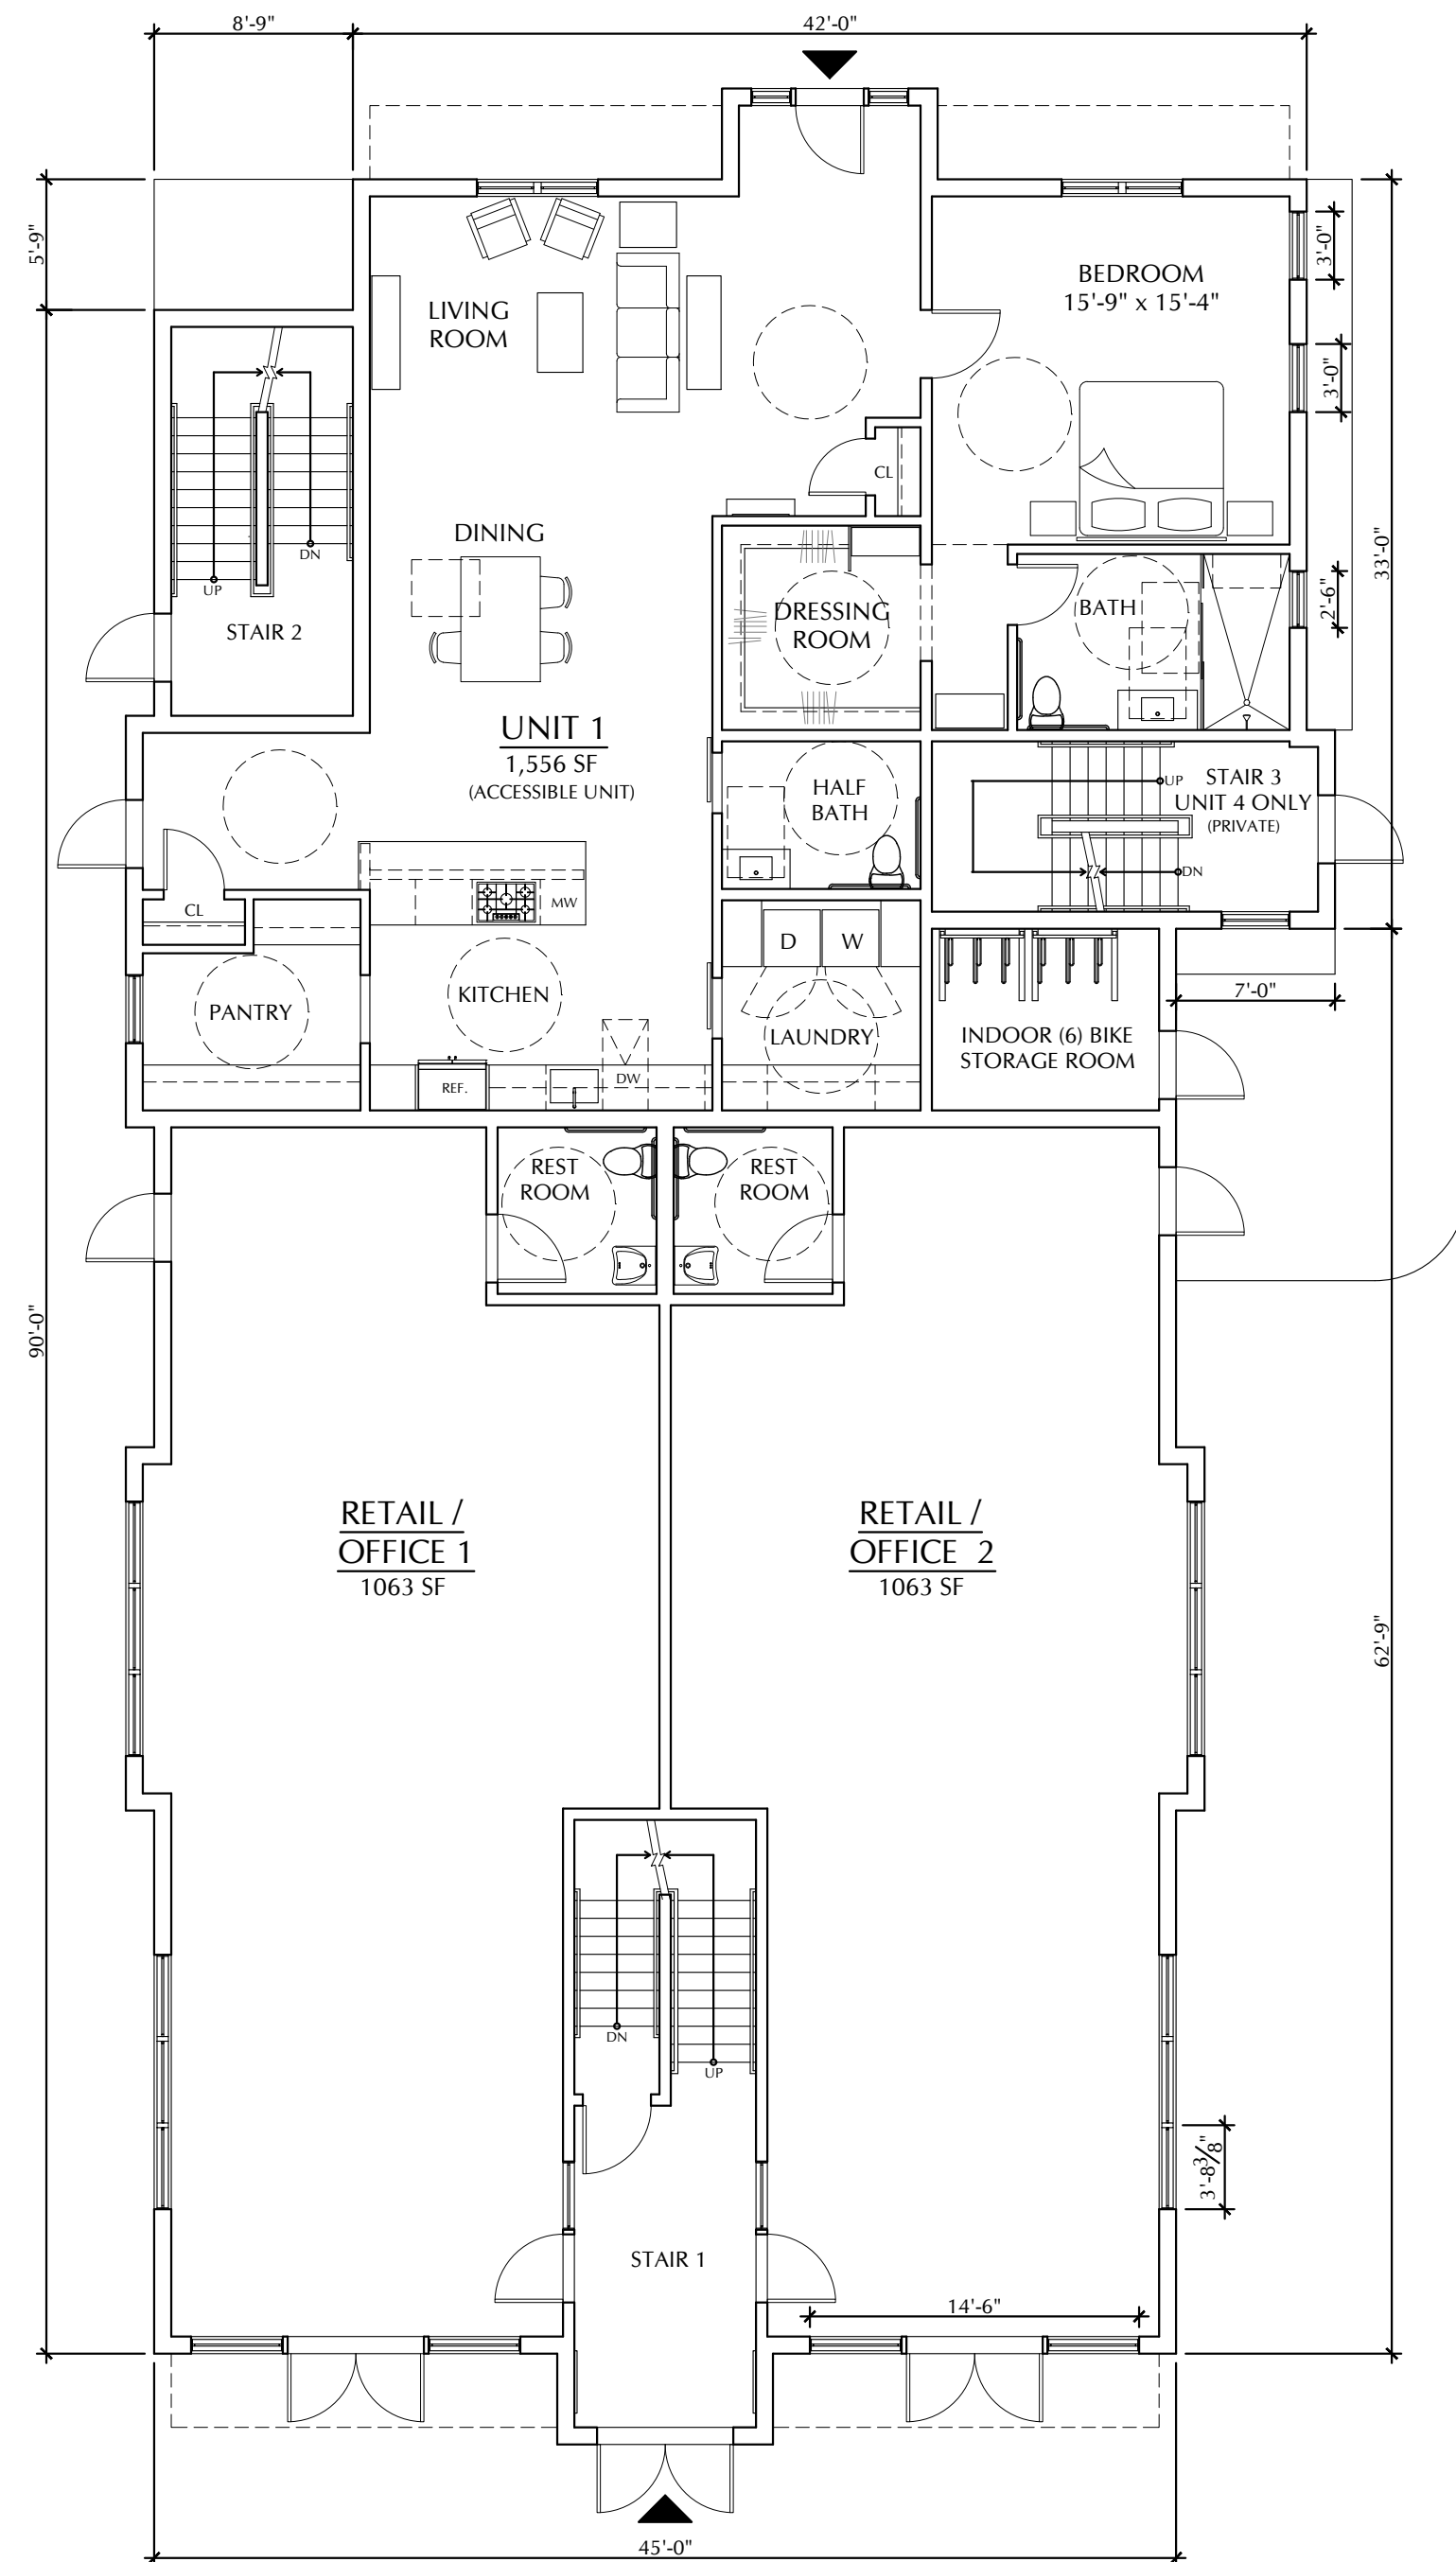 8'-9"
42'-0"
5'-9"
3'-0"
BEDROOM
15'-9" x 15'-4"
LIVING
ROOM
3'-0"
CL
DINING
33'-0"
DN
UP
STAIR 2
DRESSING
ROOM
BATH
2'-6"
UNIT 1
1,556 SF
(ACCESSIBLE UNIT)
HALF
BATH
UP
STAIR 3
UNIT 4 ONLY
(PRIVATE)
DN
MW
CL
D
W
PANTRY
KITCHEN
7'-0"
LAUNDRY
INDOOR (6) BIKE
STORAGE ROOM
REF.
DW
REST
ROOM
REST
ROOM
90'-0"
RETAIL /
OFFICE 1
1063 SF
RETAIL /
OFFICE 2
1063 SF
62'-9"
DN
UP
3'-8 3/8"
STAIR 1
14'-6"
45'-0"